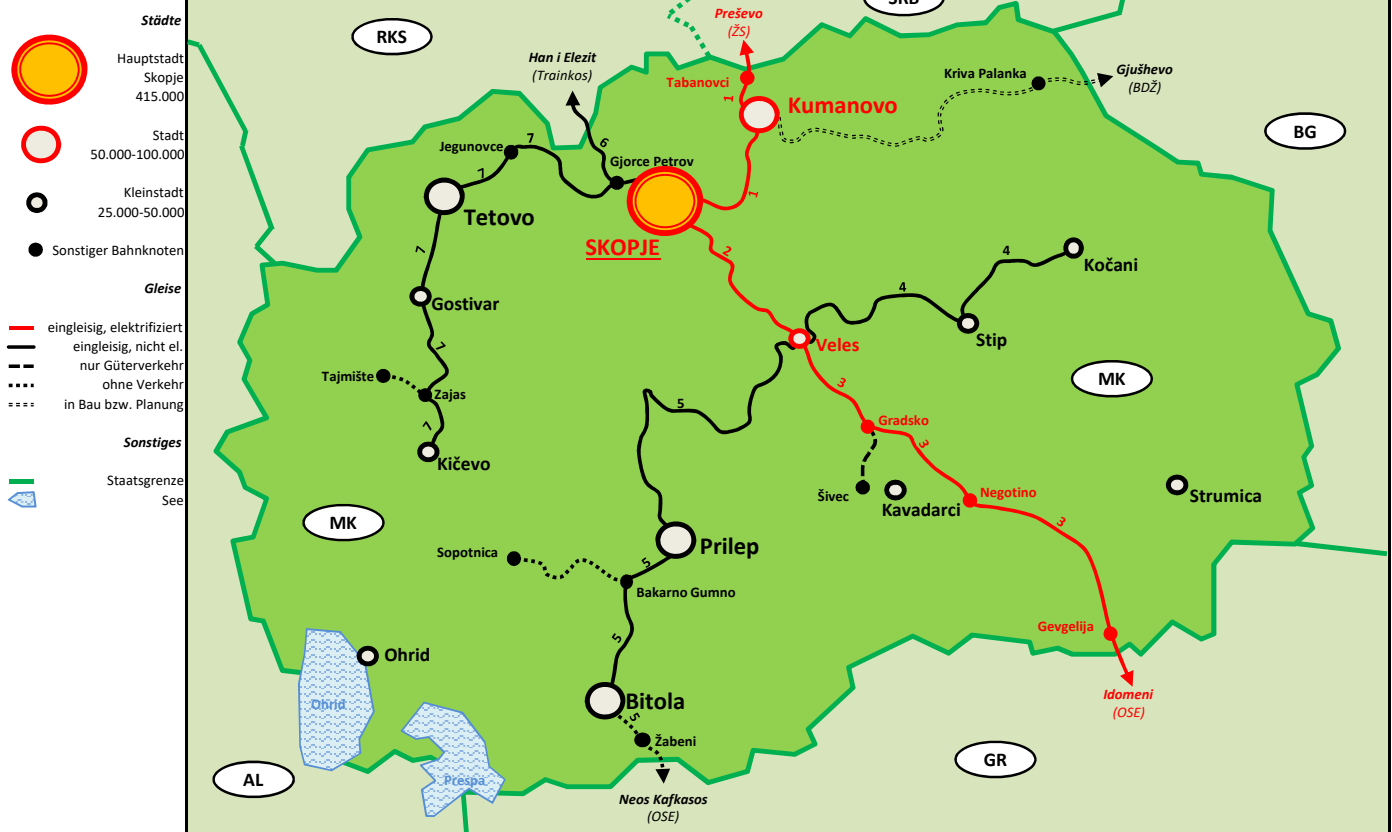 Städte
Hauptstadt
Skopje
415.000
Stadt
50.000-100.000
Kleinstadt
25.000-50.000
Sonstiger Bahnknoten
Gleise
eingleisig, elektrifiziert
eingleisig, nicht el.
nur Güterverkehr
ohne Verkehr
in Bau bzw. Planung
Sonstiges
Staatsgrenze
See
SRB
Preševo
(ŽS)
RKS
Han i Elezit
(Trainkos)
Tabanovci
Kriva Palanka
Gjushevo
(BDŽ)
1
Kumanovo
BG
7
6
Jegunovce
Gjorce Petrov
7
1
Tetovo
SKOPJE
2
7
4
Kočani
4
Gostivar
Stip
Veles
7
Tajmište
Zajas
3
MK
5
Gradsko
7
3
Kičevo
Šivec
Kavadarci
Negotino
Strumica
MK
3
Prilep
Sopotnica
5
Bakarno Gumno
Gevgelija
5
Ohrid
Ohrid
Bitola
Idomeni
(OSE)
5
Žabeni
GR
AL
Prespa
Neos Kafkasos
(OSE)